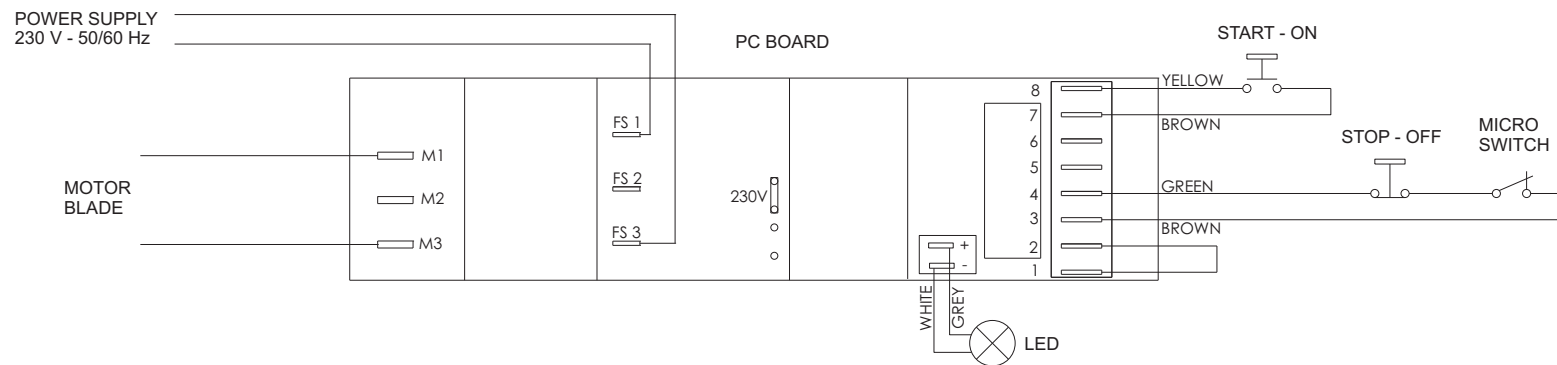 POWER SUPPLY
230 V - 50/60 Hz
PC BOARD
START - ON
YELLOW
8
7
BROWN
FS 1
6
STOP - OFF
MICRO
SWITCH
M1
5
FS 2
MOTOR
BLADE
M2
230V
4
GREEN
3
BROWN
FS 3
M3
+
2
-
1
WHITE
GREY
LED